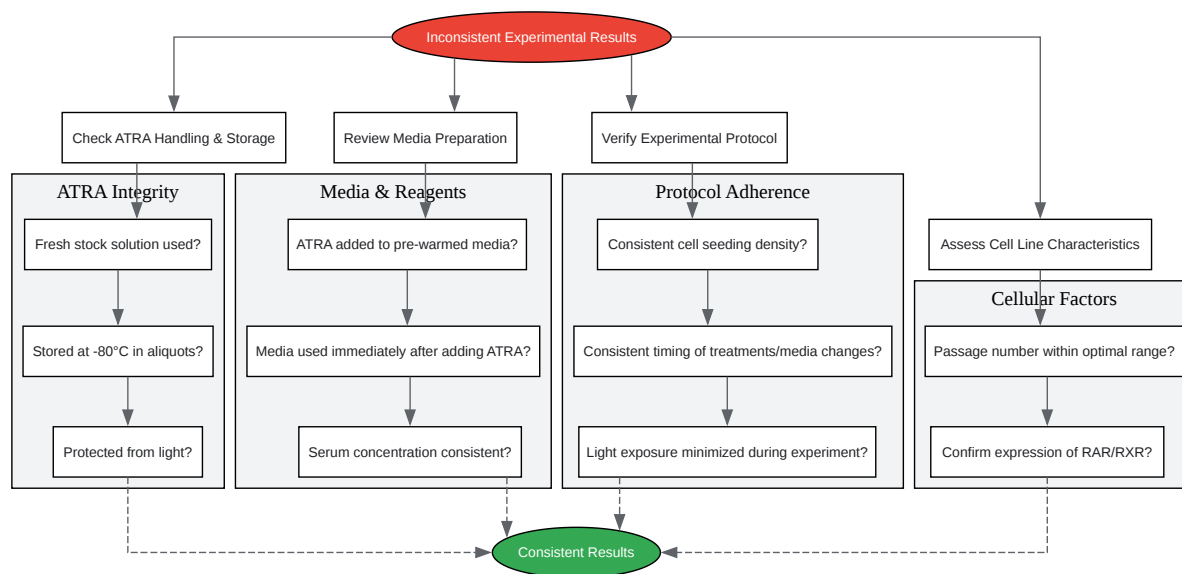 Inconsistent Experimental Results
Check ATRA Handling & Storage
Review Media Preparation
Verify Experimental Protocol
ATRA Integrity
Media & Reagents
Protocol Adherence
Fresh stock solution used?
ATRA added to pre-warmed media?
Consistent cell seeding density?
Assess Cell Line Characteristics
Cellular Factors
Stored at -80°C in aliquots?
Media used immediately after adding ATRA?
Consistent timing of treatments/media changes?
Passage number within optimal range?
Protected from light?
Serum concentration consistent?
Light exposure minimized during experiment?
Confirm expression of RAR/RXR?
Consistent Results